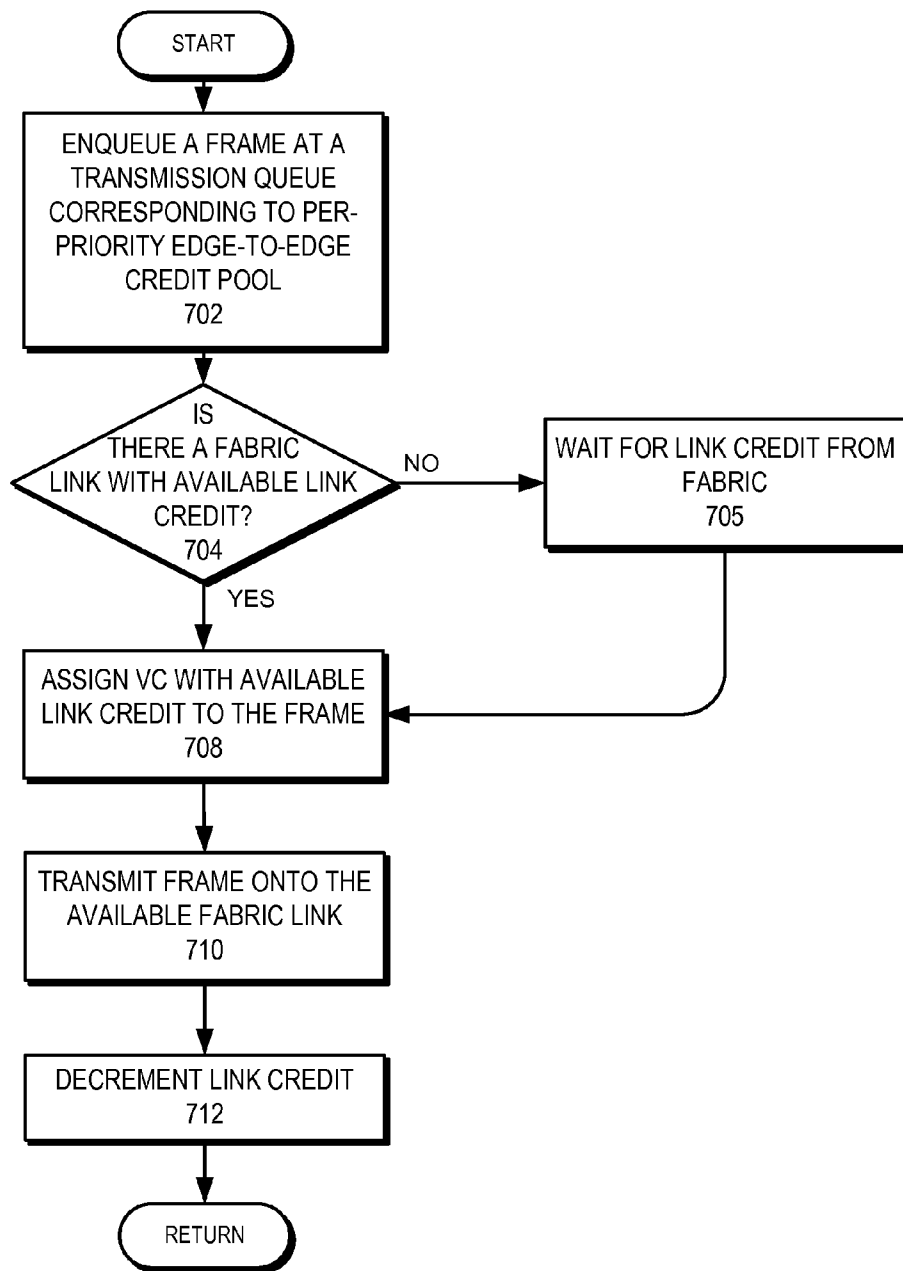 START
ENQUEUE A FRAME AT A
TRANSMISSION QUEUE
CORRESPONDING TO PER-
PRIORITY EDGE-TO-EDGE
CREDIT POOL
702
IS
THERE A FABRIC
LINK WITH AVAILABLE LINK
CREDIT?
704
NO
WAIT FOR LINK CREDIT FROM
FABRIC
705
YES
ASSIGN VC WITH AVAILABLE
LINK CREDIT TO THE FRAME
708
TRANSMIT FRAME ONTO THE
AVAILABLE FABRIC LINK
710
DECREMENT LINK CREDIT
712
RETURN